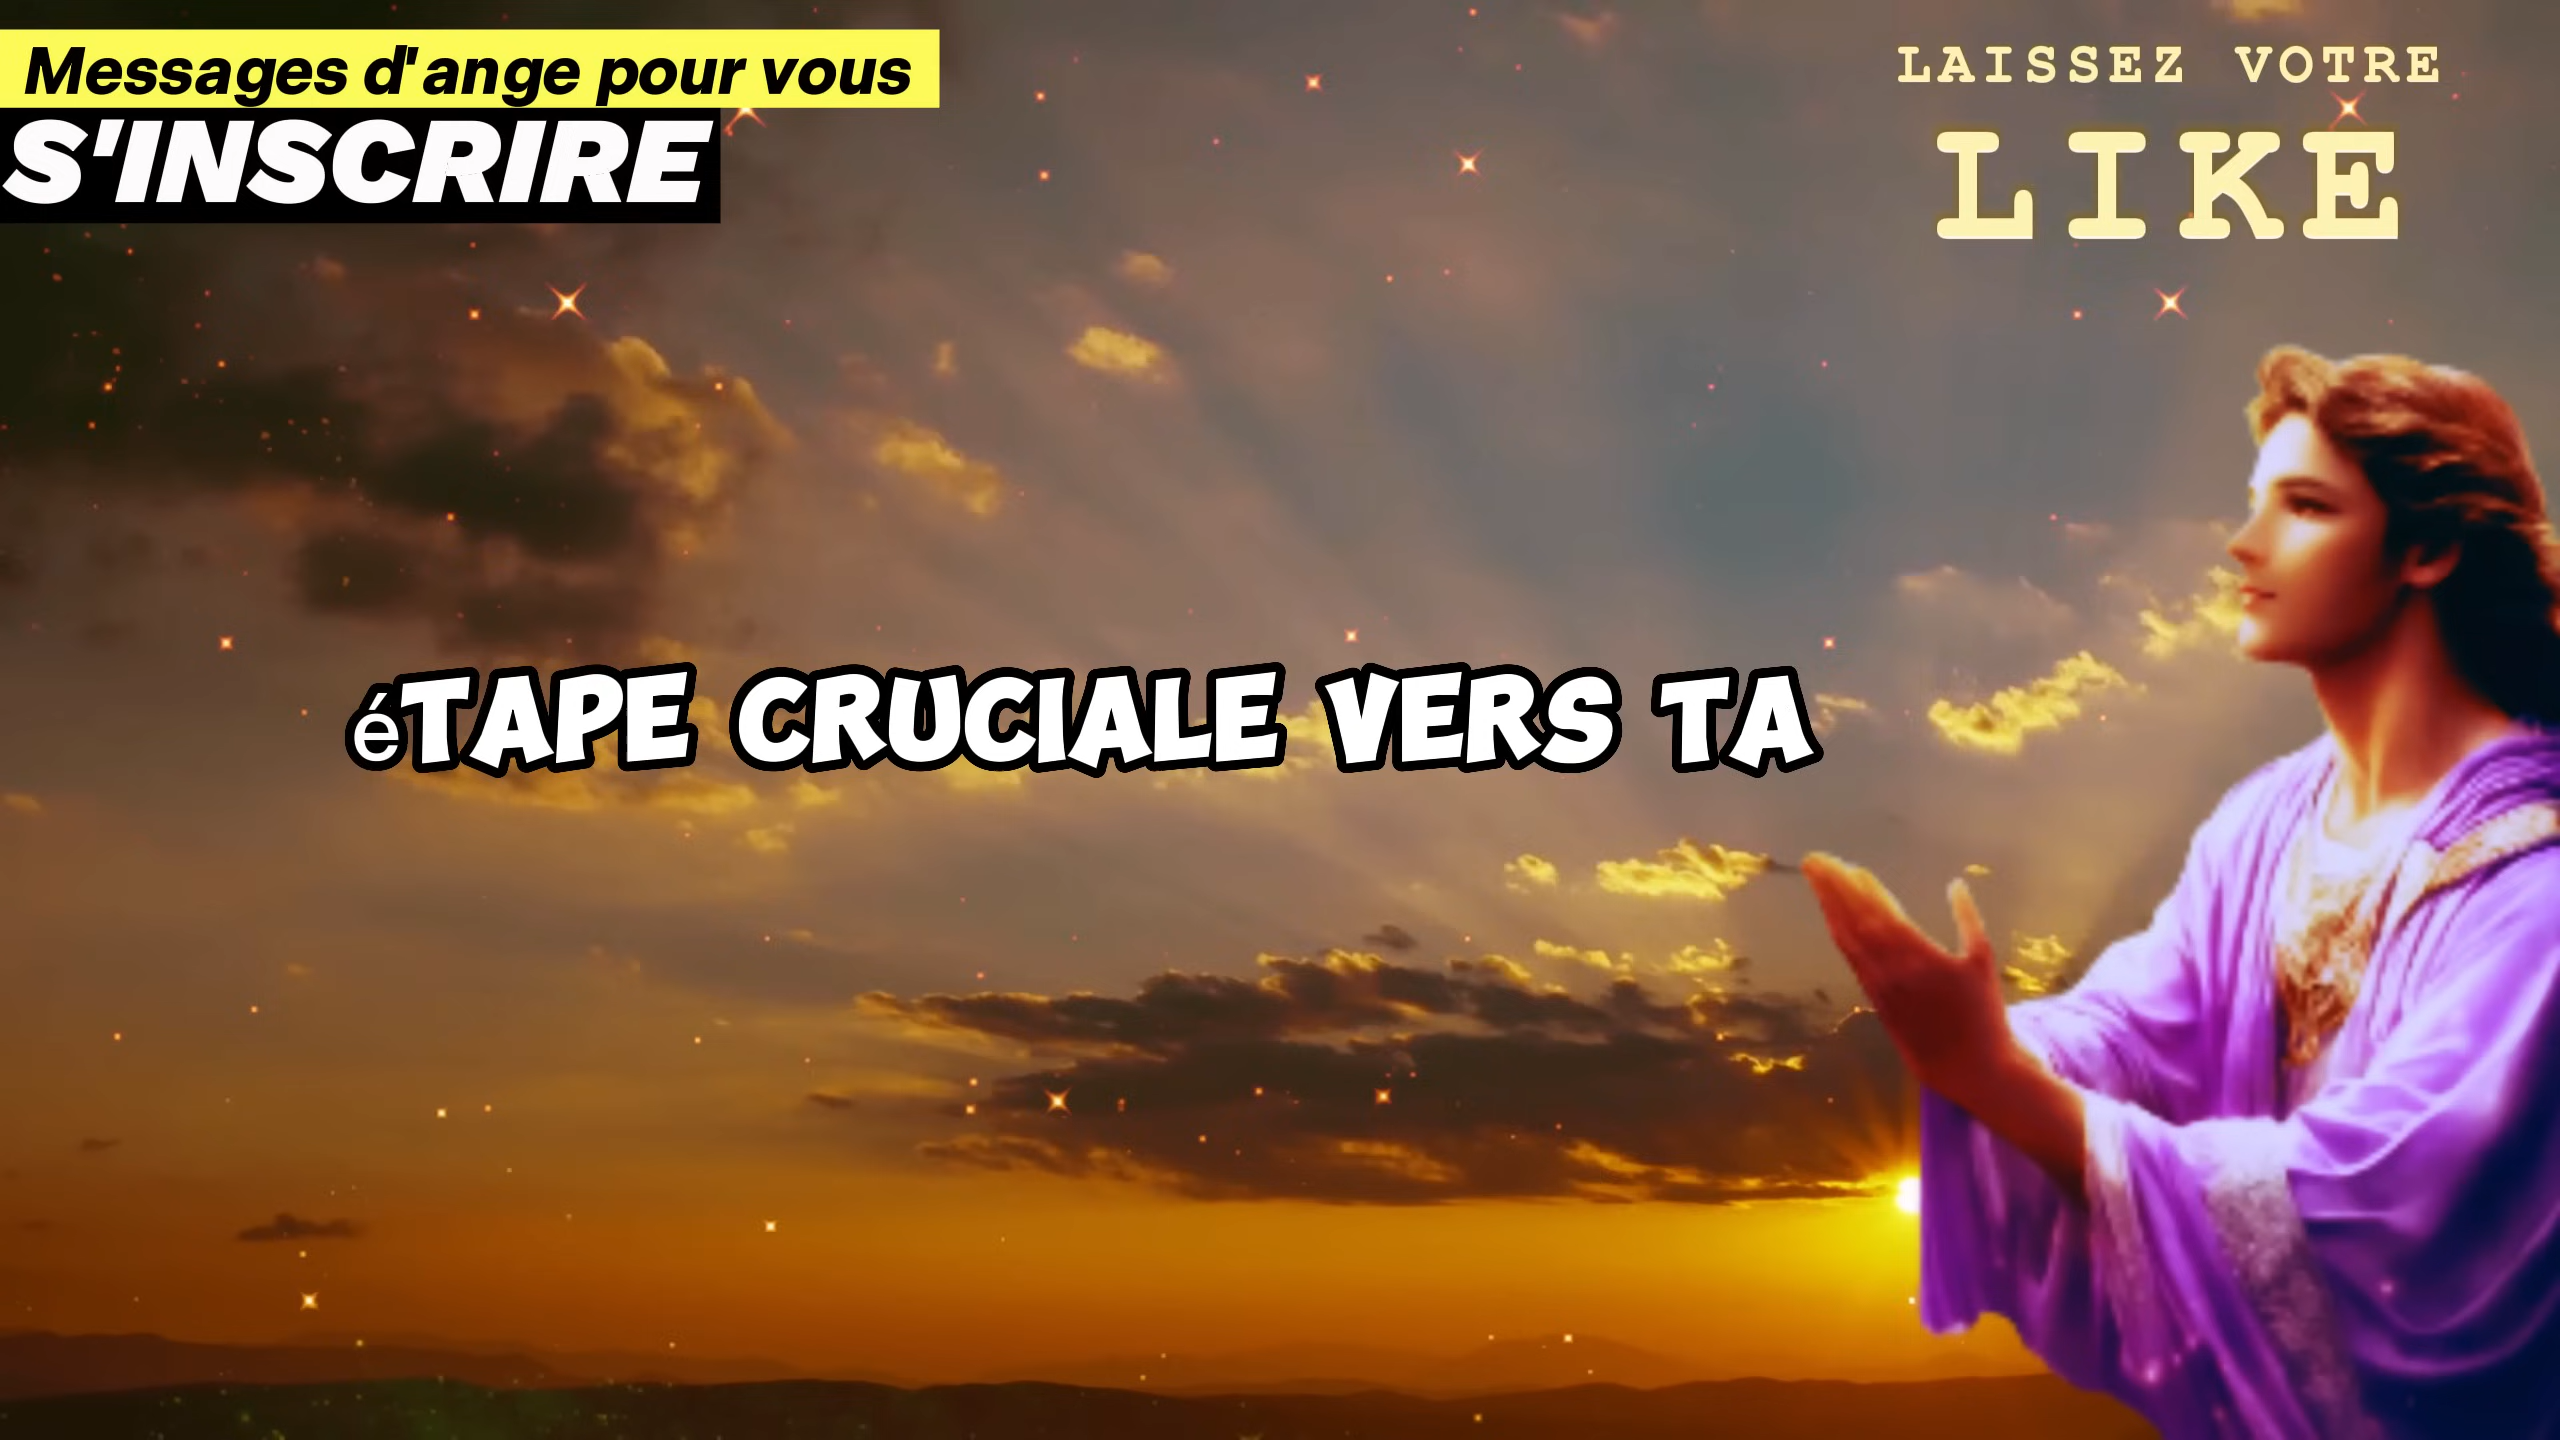 Messages d'ange pour vous
S'INSCRIRE
LAISSEZ VOTRE
LIKE
éTAPE CRUCIALE VERS TA